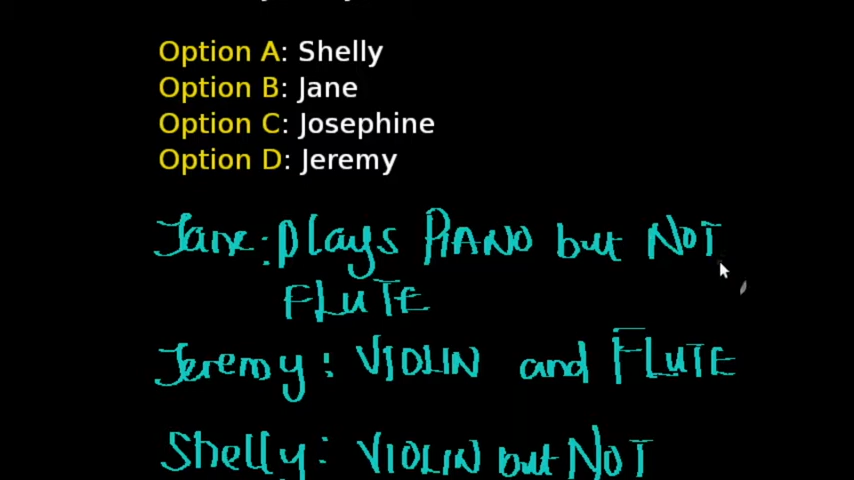 Option A: Shelly
Option B: Jane
Option C: Josephine
Option D: Jeremy
Jane: plays PIANO but NOT
FLUTE
Jeremy: VIOLIN and FLUTE
Shelly: VIOLIN but NOT